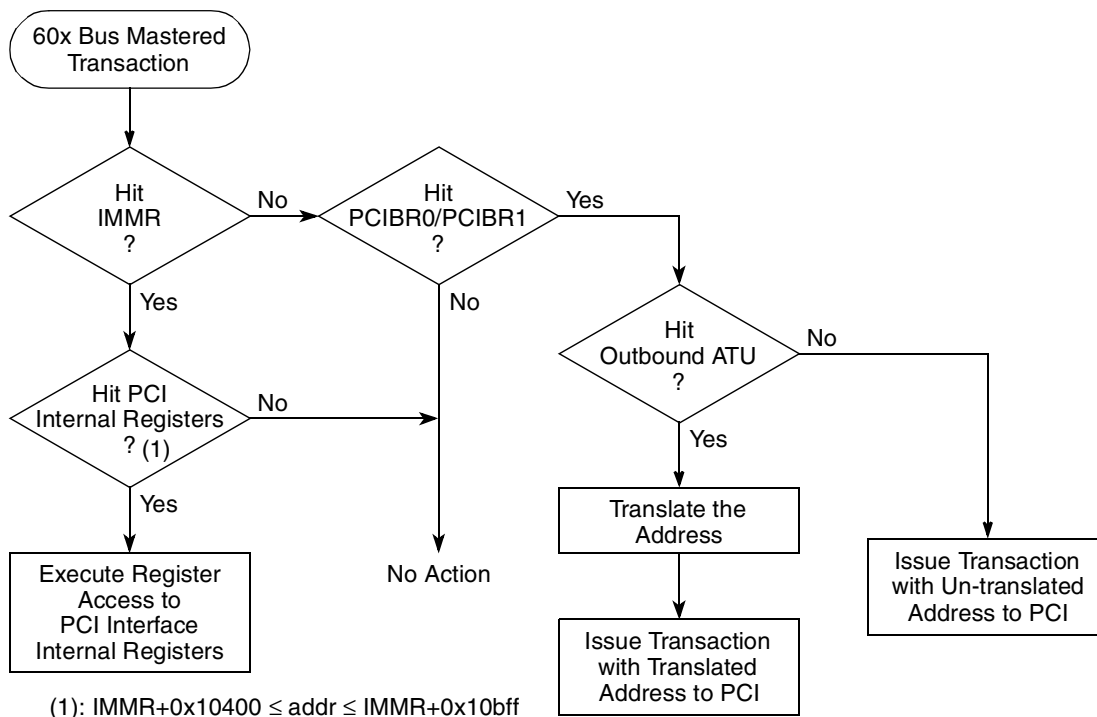 60x Bus Mastered
Transaction
Hit
IMMR
?
No
Yes
Hit
PCIBR0/PCIBR1
?
Yes
No
Hit
Outbound ATU
?
No
Yes
Hit PCI
Internal Registers
? (1)
No
Yes
Translate the
Address
Execute Register
Access to
PCI Interface
Internal Registers
No Action
Issue Transaction
with Un-translated
Address to PCI
Issue Transaction
with Translated
Address to PCI
(1): IMMR+0x10400 ≤ addr ≤ IMMR+0x10bff